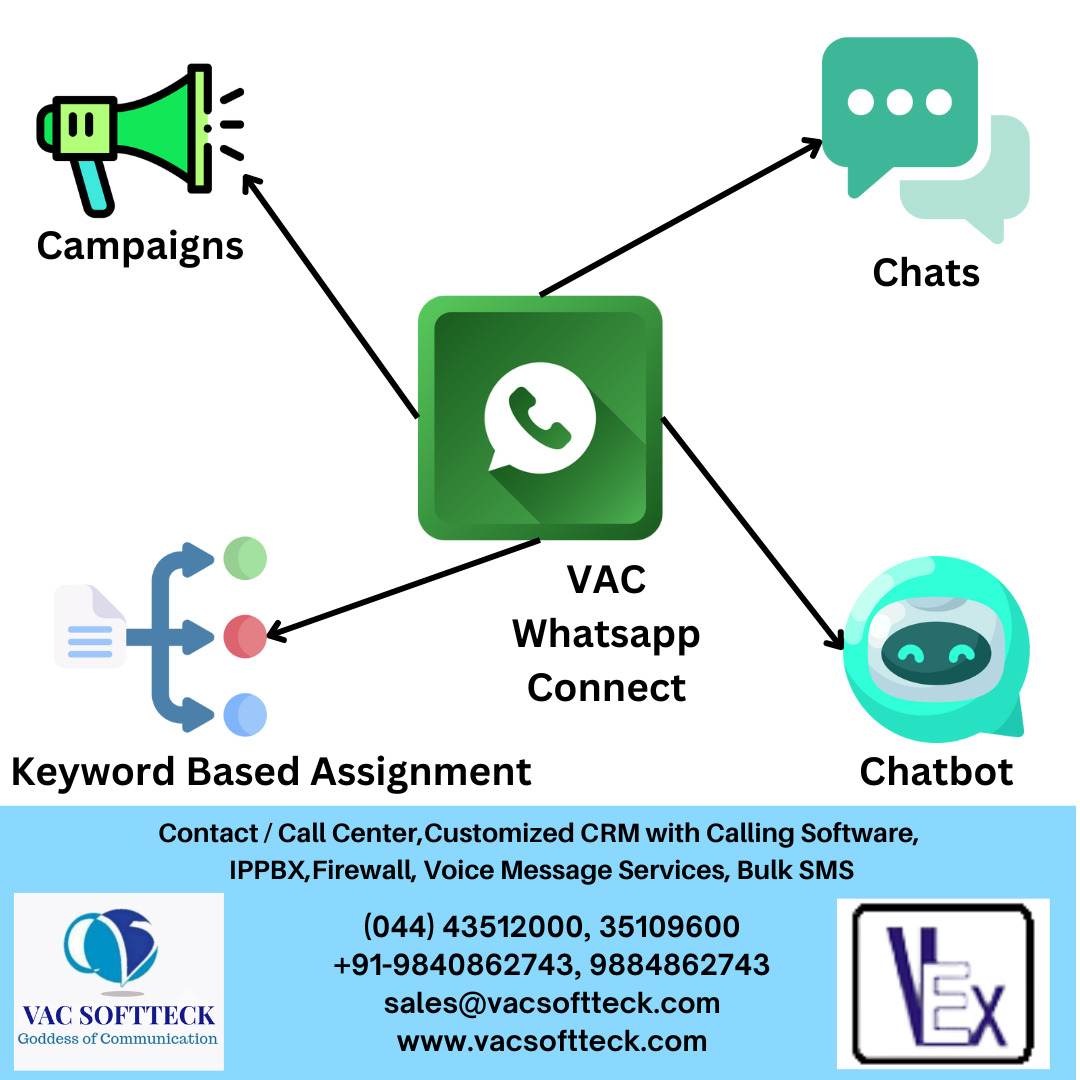 Campaigns
Chats
VAC
Whatsapp
Connect
Keyword Based Assignment
Chatbot
Contact / Call Center,Customized CRM with Calling Software,
IPPBX,Firewall, Voice Message Services, Bulk SMS
(044) 43512000, 35109600
+91-9840862743, 9884862743
sales@vacsoftteck.com
www.vacsoftteck.com
VAC SOFTTECK
Goddess of Communication
VEx